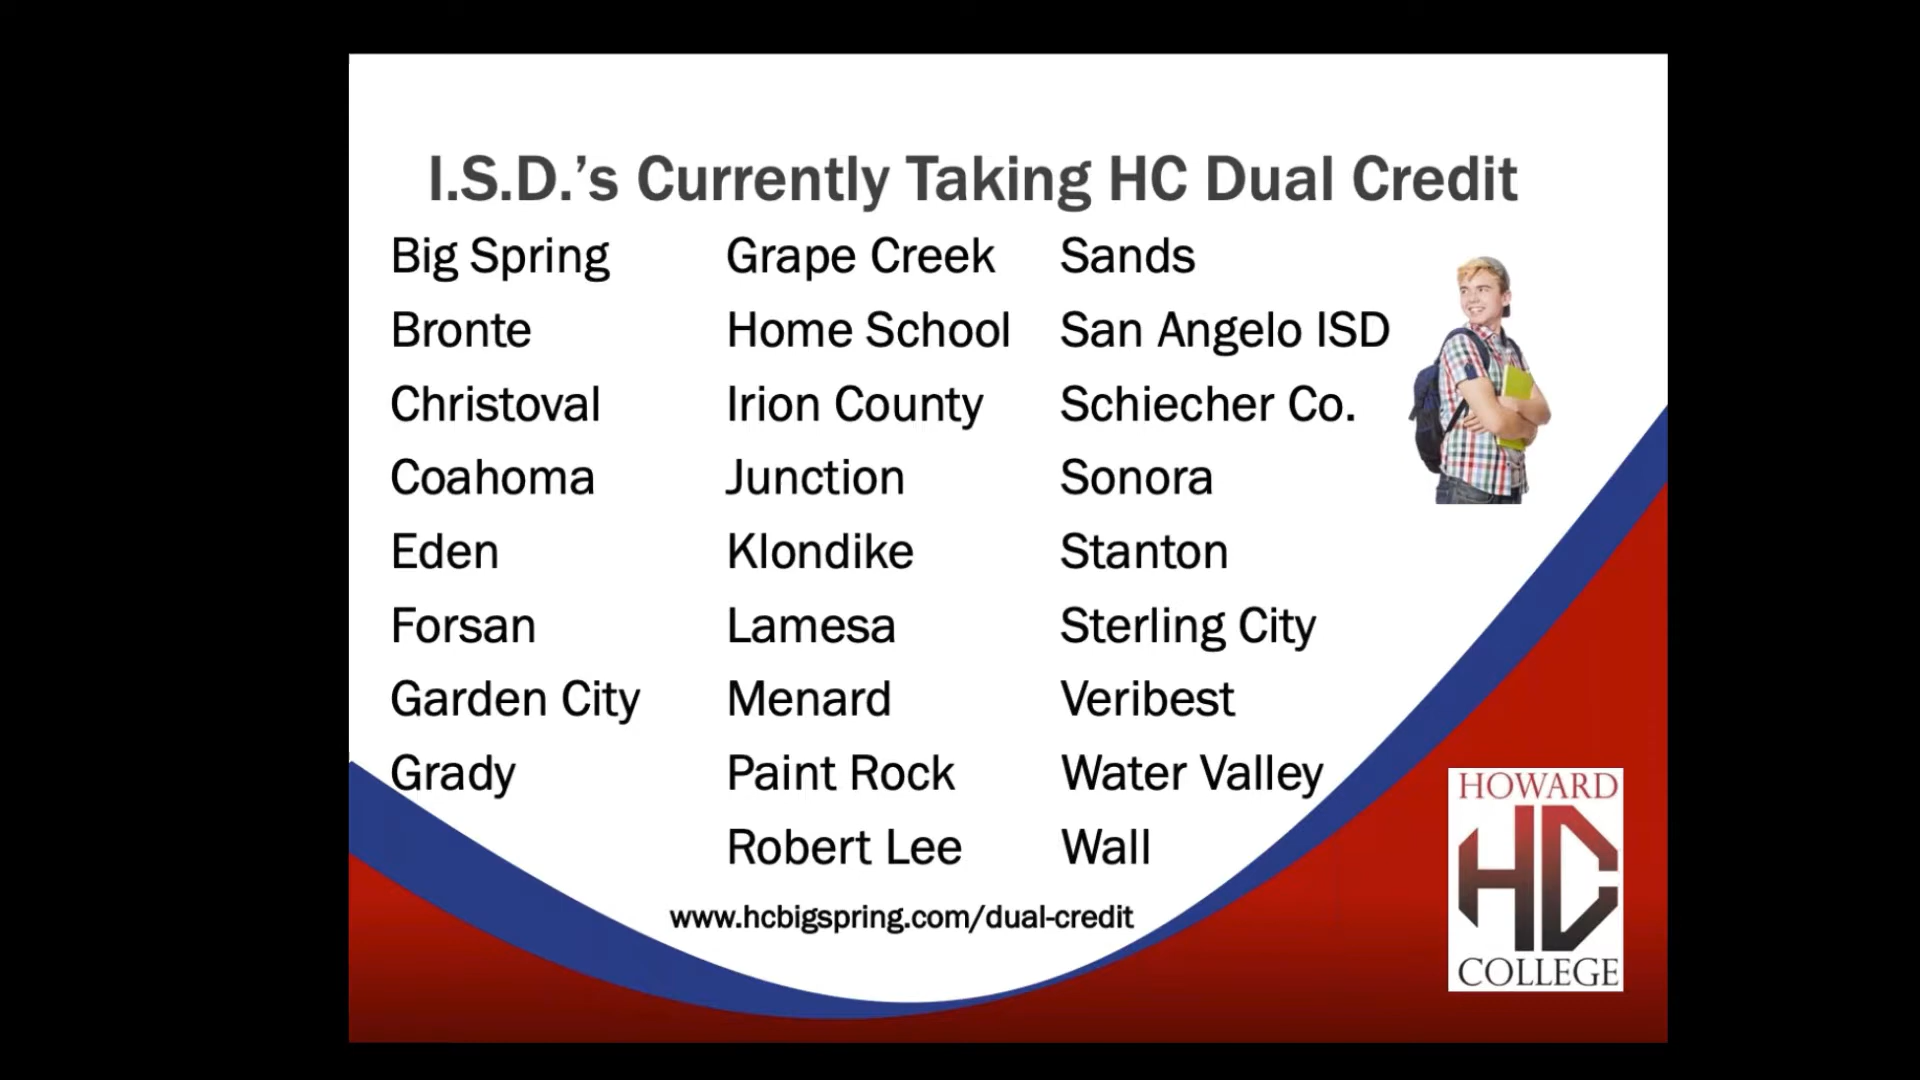 I.S.D.’s Currently Taking HC Dual Credit
Big Spring
Bronte
Christoval
Coahoma
Eden
Forsan
Garden City
Grady
Grape Creek
Home School
Irion County
Junction
Klondike
Lamesa
Menard
Paint Rock
Robert Lee
Sands
San Angelo ISD
Schiecher Co.
Sonora
Stanton
Sterling City
Veribest
Water Valley
Wall
www.hcbigspring.com/dual-credit
HOWARD
HC
COLLEGE